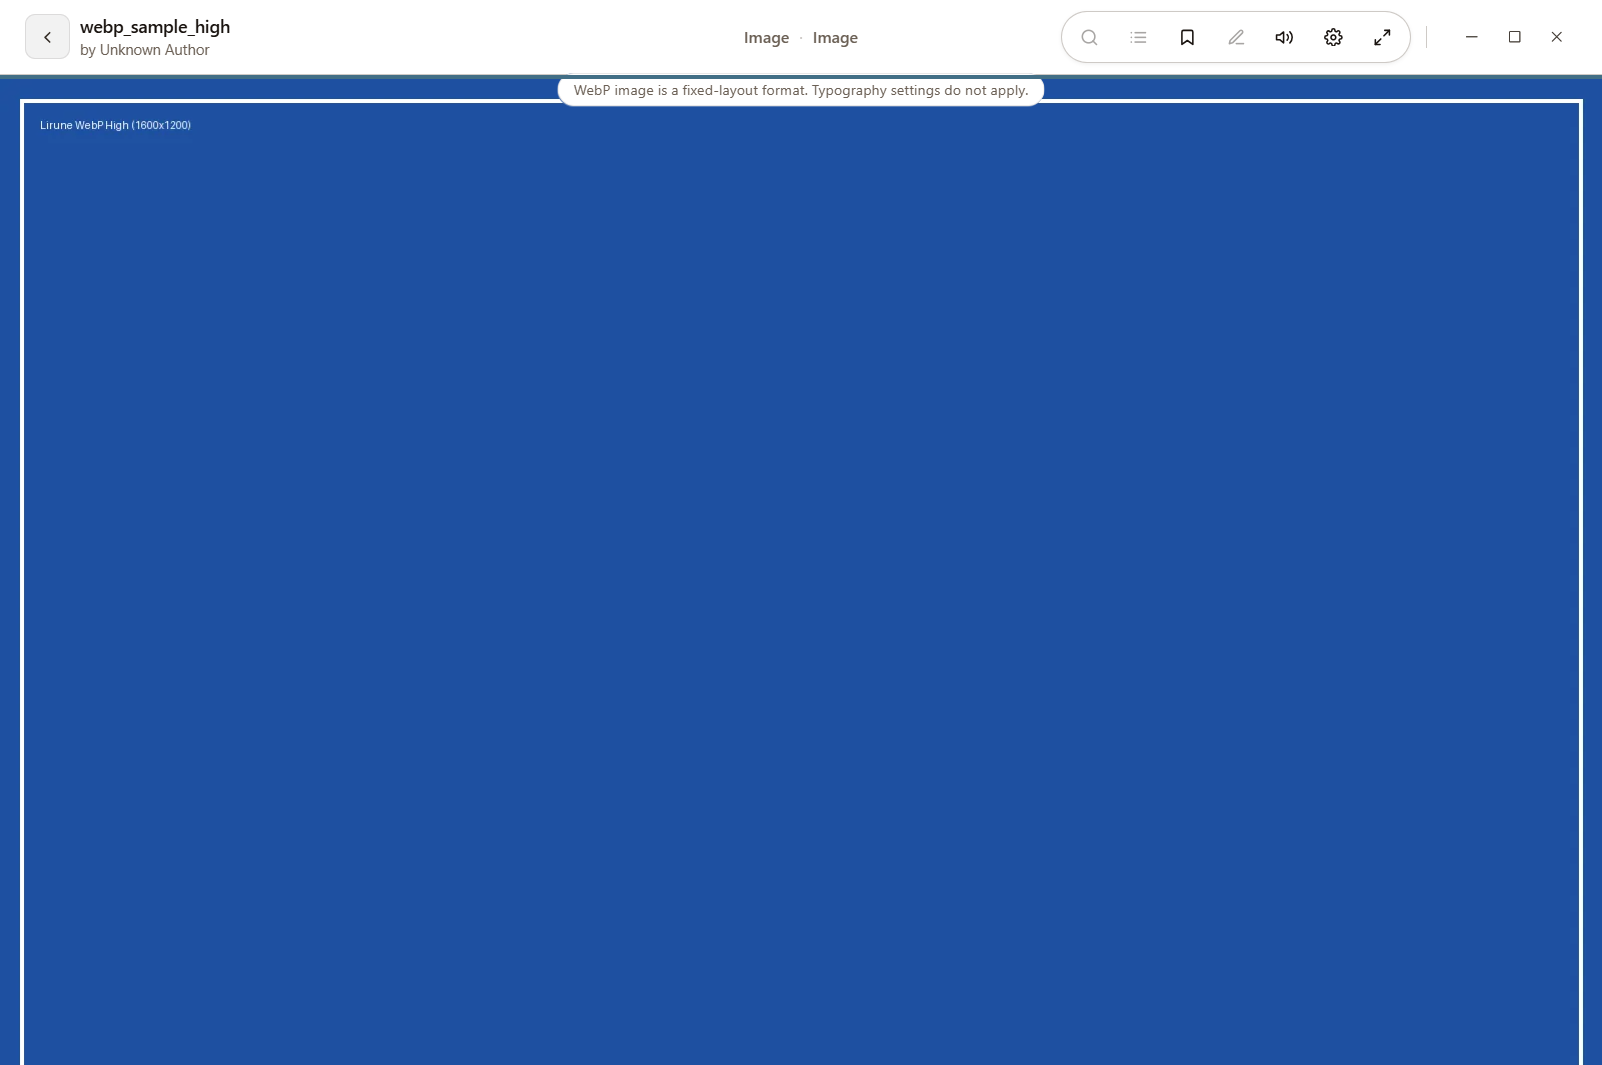 webp_sample_high
by Unknown Author
Image · Image
WebP image is a fixed-layout format. Typography settings do not apply.
Lirune WebP High (1600x1200)